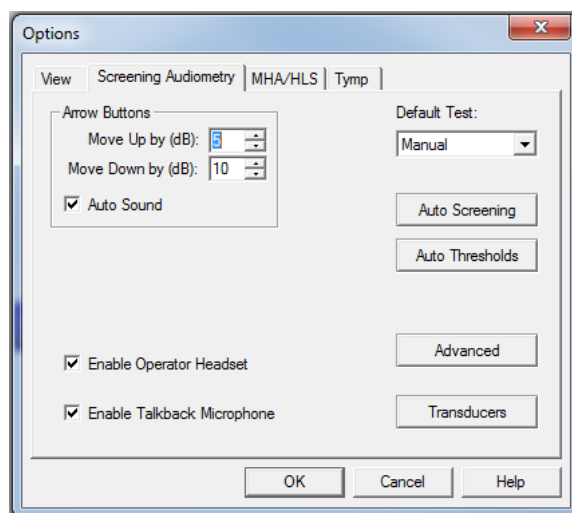 Options
View Screening Audiometry MHA/HLS Tymp
Arrow Buttons
Move Up by (dB): 5
Move Down by (dB): 10
Auto Sound
Default Test:
Manual
Auto Screening
Auto Thresholds
Enable Operator Headset
Advanced
Enable Talkback Microphone
Transducers
OK Cancel Help